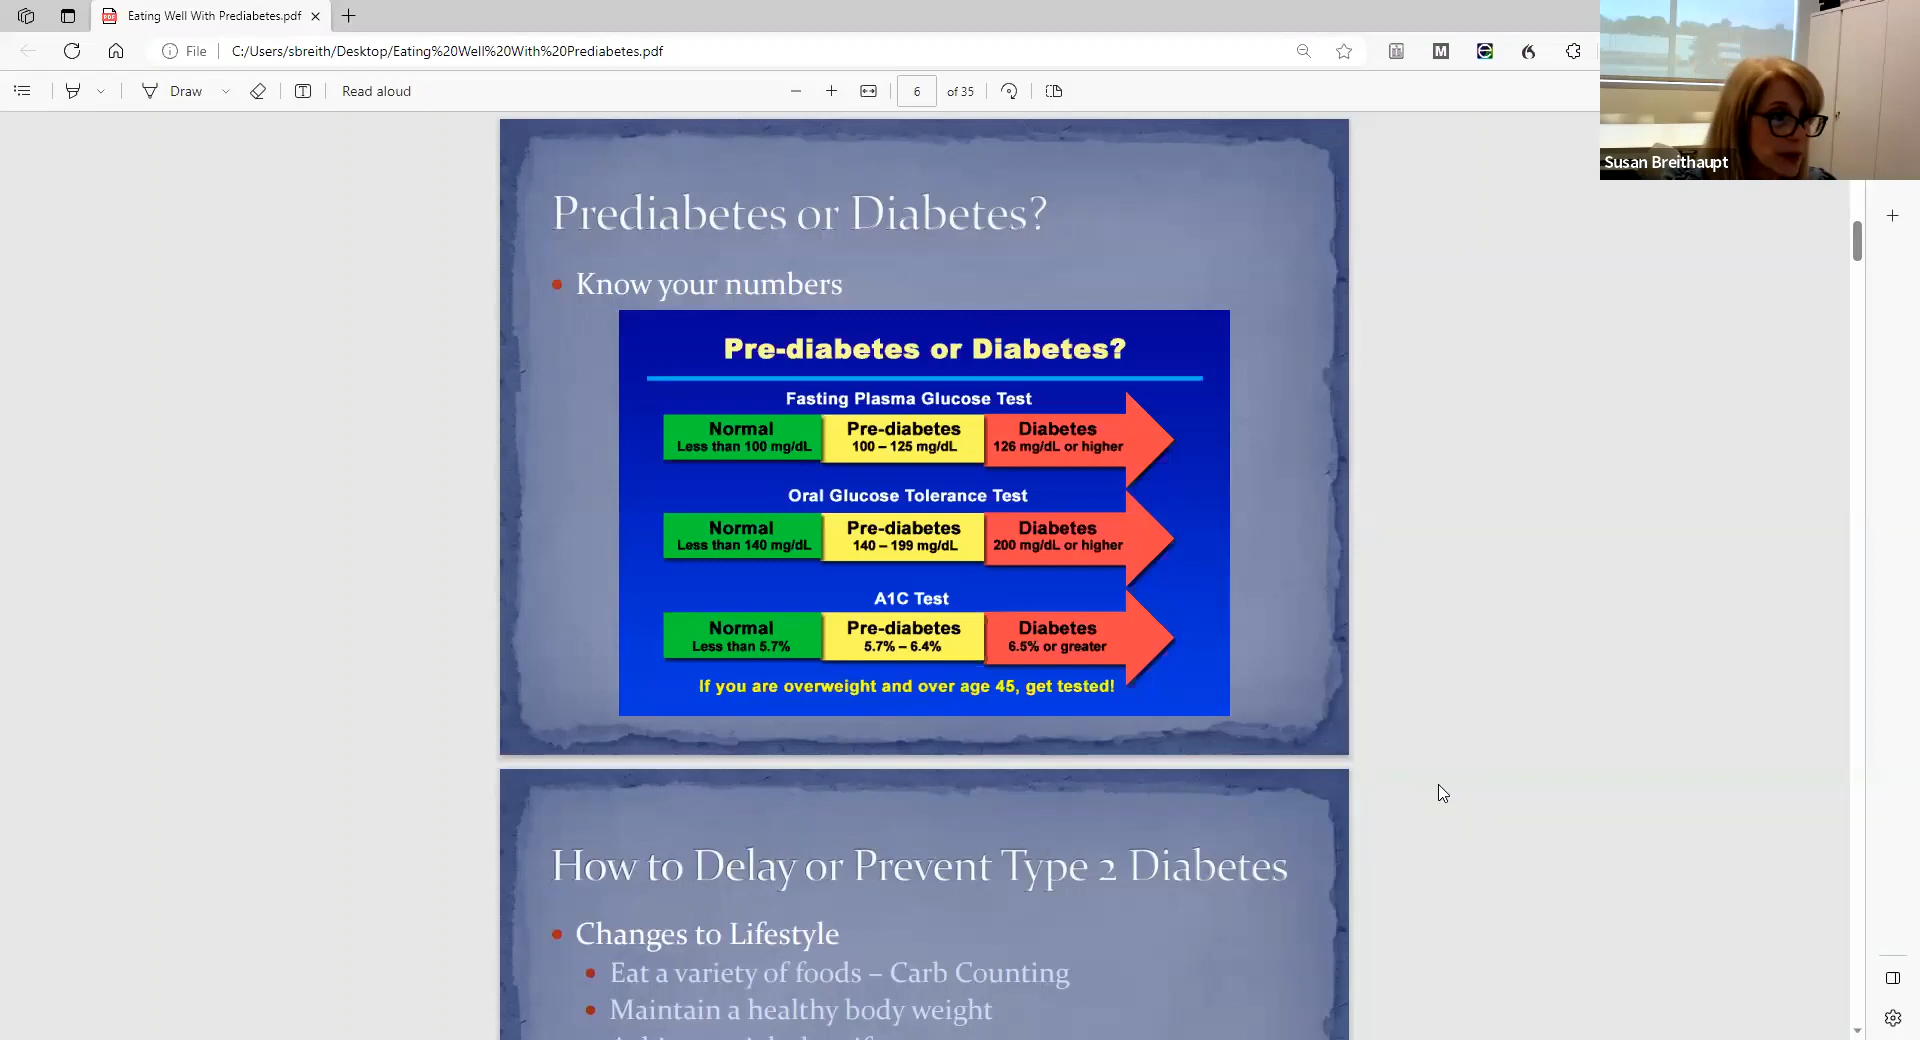 Eating Well With Prediabetes.pdf
File
C:/Users/sbreith/Desktop/Eating%20Well%20With%20Prediabetes.pdf
M
Draw
Read aloud
6 of 35
Susan Breithaupt
Prediabetes or Diabetes?
Know your numbers
Pre-diabetes or Diabetes?
Fasting Plasma Glucose Test
Normal Pre-diabetes Diabetes
Less than 100 mg/dL 100 – 125 mg/dL 126 mg/dL or higher
Oral Glucose Tolerance Test
Normal Pre-diabetes Diabetes
Less than 140 mg/dL 140 – 199 mg/dL 200 mg/dL or higher
A1C Test
Normal Pre-diabetes Diabetes
Less than 5.7% 5.7% – 6.4% 6.5% or greater
If you are overweight and over age 45, get tested!
How to Delay or Prevent Type 2 Diabetes
Changes to Lifestyle
Eat a variety of foods – Carb Counting
Maintain a healthy body weight